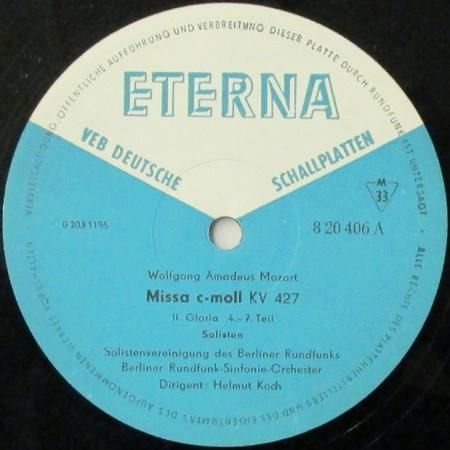 VERVIELFÄLTIGUNG, ÖFFENTLICHE AUFFÜHRUNG UND VERBREITUNG DIESER PLATTE DURCH RUNDFUNK IST UNTERSAGT · ALLE RECHTE DES PLATTENHERSTELLERS UND DES EIGENTÜMERS DES AUFGENOMMENEN WERKES VORBEHALTEN ·
ETERNA
VEB DEUTSCHE SCHALLPLATTEN
M
33
0 203 1195
8 20 406 A
Wolfgang Amadeus Mozart
Missa c-moll KV 427
II. Gloria 4.–7. Teil
Solisten
Solistenvereinigung des Berliner Rundfunks
Berliner Rundfunk-Sinfonie-Orchester
Dirigent: Helmut Koch